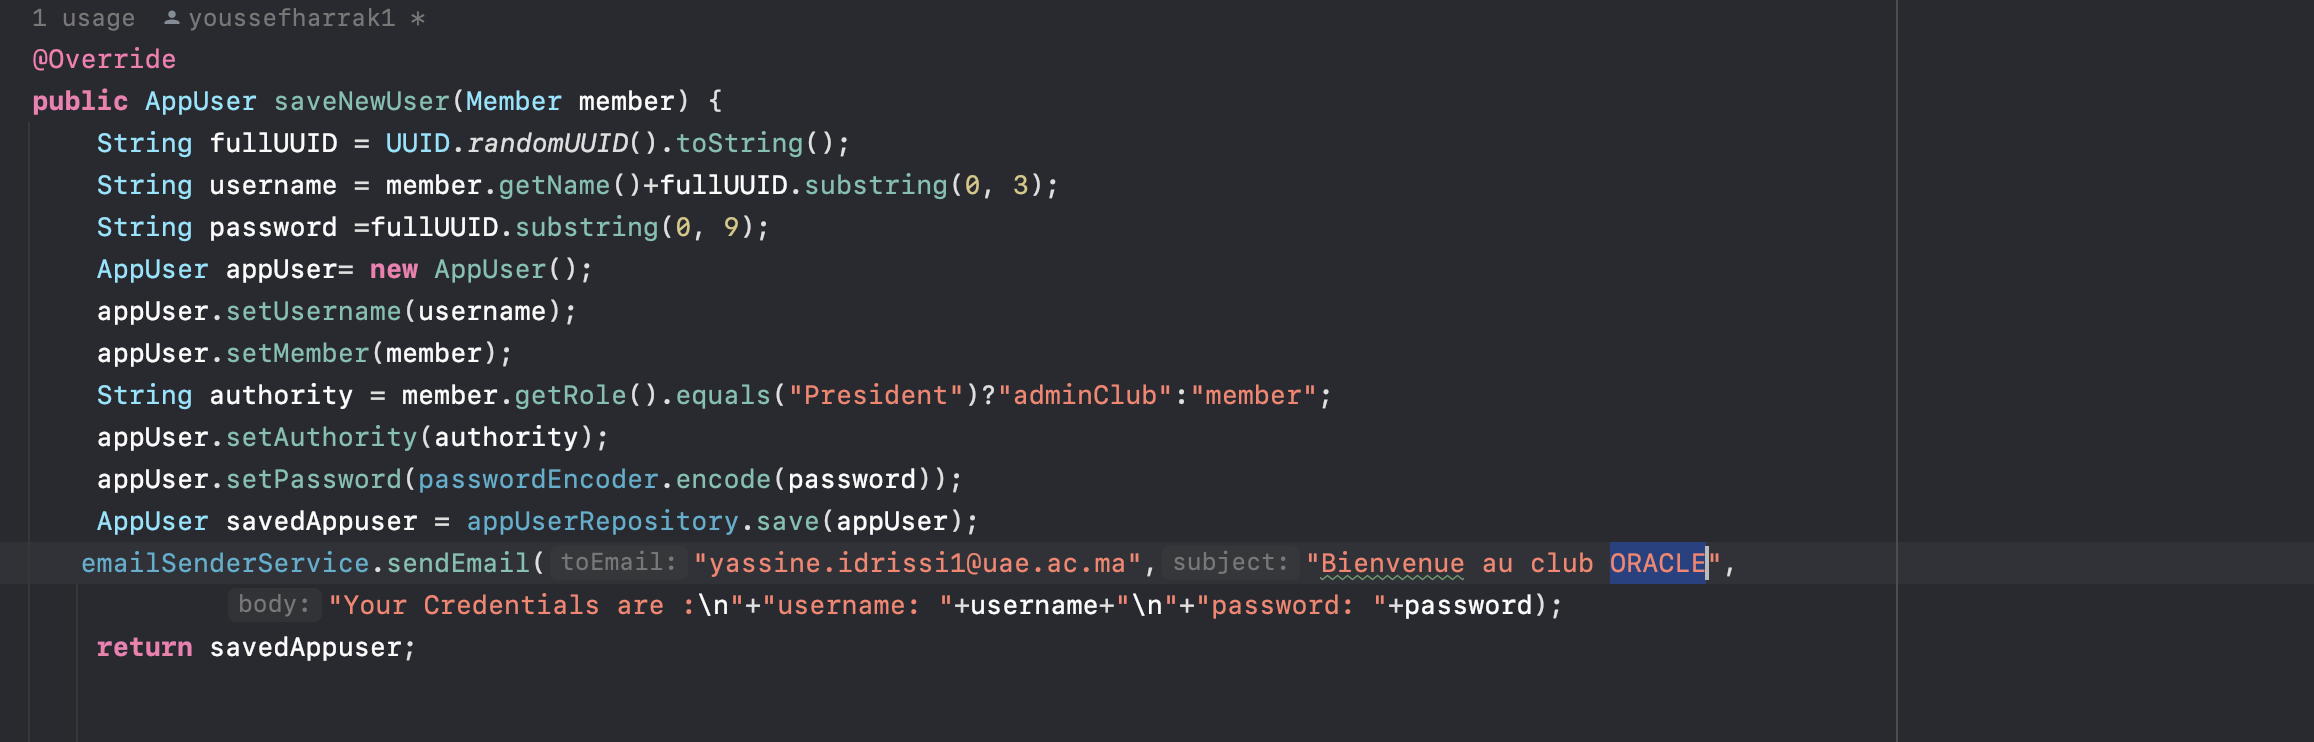 1 usage youssefharrak1 *
@Override
public AppUser saveNewUser(Member member) {
String fullUUID = UUID.randomUUID().toString();
String username = member.getName()+fullUUID.substring(0, 3);
String password =fullUUID.substring(0, 9);
AppUser appUser= new AppUser();
appUser.setUsername(username);
appUser.setMember(member);
String authority = member.getRole().equals("President")?"adminClub":"member";
appUser.setAuthority(authority);
appUser.setPassword(passwordEncoder.encode(password));
AppUser savedAppuser = appUserRepository.save(appUser);
emailSenderService.sendEmail( toEmail: "yassine.idrissi1@uae.ac.ma", subject: "Bienvenue au club ORACLE",
body: "Your Credentials are :\n"+"username: "+username+"\n"+"password: "+password);
return savedAppuser;